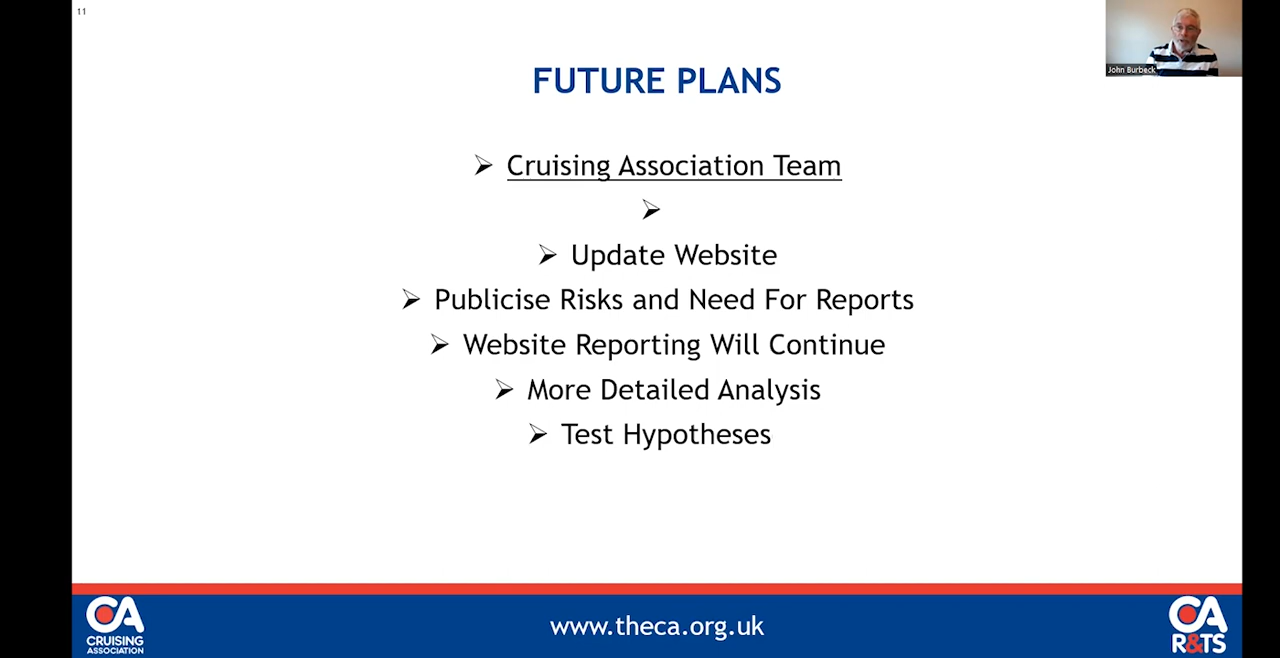 11
John Burbeck
FUTURE PLANS
➢ Cruising Association Team
➢
➢ Update Website
➢ Publicise Risks and Need For Reports
➢ Website Reporting Will Continue
➢ More Detailed Analysis
➢ Test Hypotheses
CA
CRUISING
ASSOCIATION
www.theca.org.uk
CA
R&TS